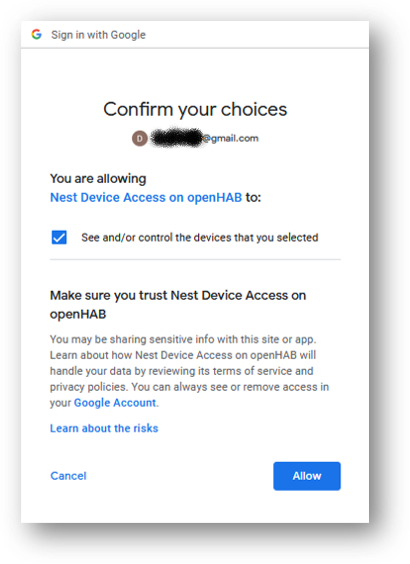 Sign in with Google
Confirm your choices
D @gmail.com
You are allowing
Nest Device Access on openHAB to:
See and/or control the devices that you selected
Make sure you trust Nest Device Access on
openHAB
You may be sharing sensitive info with this site or app.
Learn about how Nest Device Access on openHAB will
handle your data by reviewing its terms of service and
privacy policies. You can always see or remove access in
your Google Account.
Learn about the risks
Cancel Allow